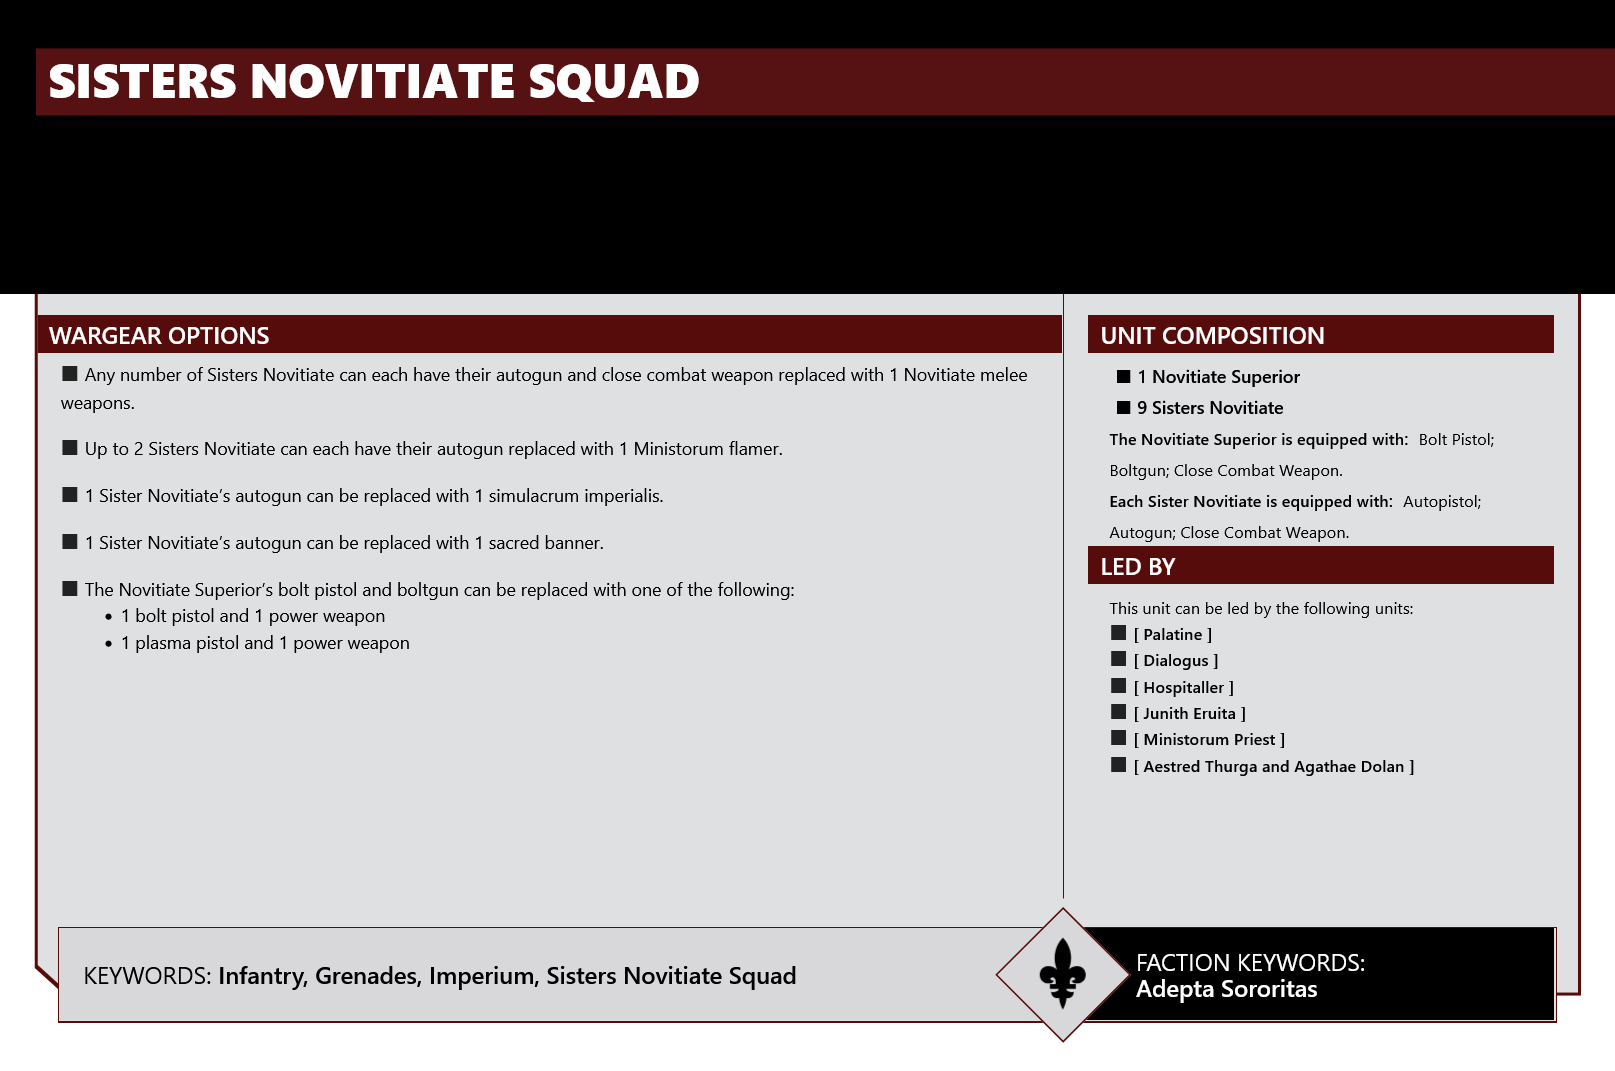 SISTERS NOVITIATE SQUAD
WARGEAR OPTIONS
■ Any number of Sisters Novitiate can each have their autogun and close combat weapon replaced with 1 Novitiate melee
weapons.
■ Up to 2 Sisters Novitiate can each have their autogun replaced with 1 Ministorum flamer.
■ 1 Sister Novitiate’s autogun can be replaced with 1 simulacrum imperialis.
■ 1 Sister Novitiate’s autogun can be replaced with 1 sacred banner.
■ The Novitiate Superior’s bolt pistol and boltgun can be replaced with one of the following:
• 1 bolt pistol and 1 power weapon
• 1 plasma pistol and 1 power weapon
UNIT COMPOSITION
■ 1 Novitiate Superior
■ 9 Sisters Novitiate
The Novitiate Superior is equipped with: Bolt Pistol;
Boltgun; Close Combat Weapon.
Each Sister Novitiate is equipped with: Autopistol;
Autogun; Close Combat Weapon.
LED BY
This unit can be led by the following units:
■ [ Palatine ]
■ [ Dialogus ]
■ [ Hospitaller ]
■ [ Junith Eruita ]
■ [ Ministorum Priest ]
■ [ Aestred Thurga and Agathae Dolan ]
KEYWORDS: Infantry, Grenades, Imperium, Sisters Novitiate Squad
FACTION KEYWORDS:
Adepta Sororitas